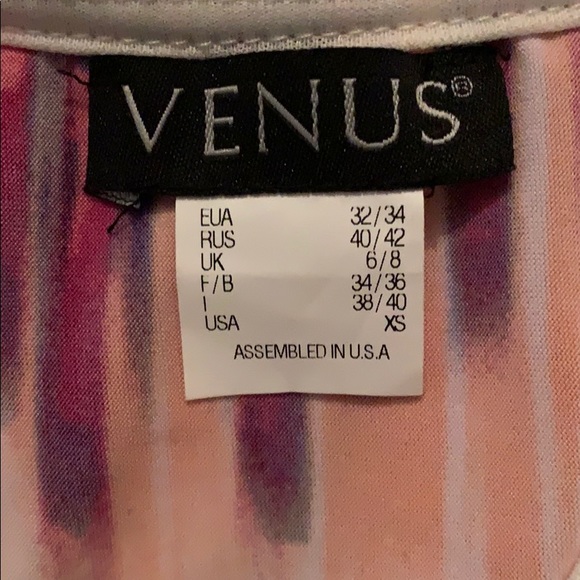 VENUS®
EUA 32/34
RUS 40/42
UK 6/8
F/B 34/36
I 38/40
USA XS
ASSEMBLED IN U.S.A